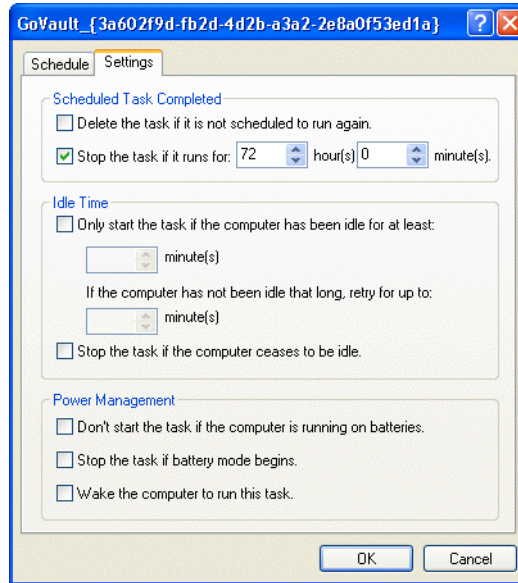 GoVault_{3a602f9d-fb2d-4d2b-a3a2-2e8a0f53ed1a}
Schedule Settings
Scheduled Task Completed
Delete the task if it is not scheduled to run again.
Stop the task if it runs for: 72 hour(s) 0 minute(s).
Idle Time
Only start the task if the computer has been idle for at least:
minute(s)
If the computer has not been idle that long, retry for up to:
minute(s)
Stop the task if the computer ceases to be idle.
Power Management
Don't start the task if the computer is running on batteries.
Stop the task if battery mode begins.
Wake the computer to run this task.
OK Cancel